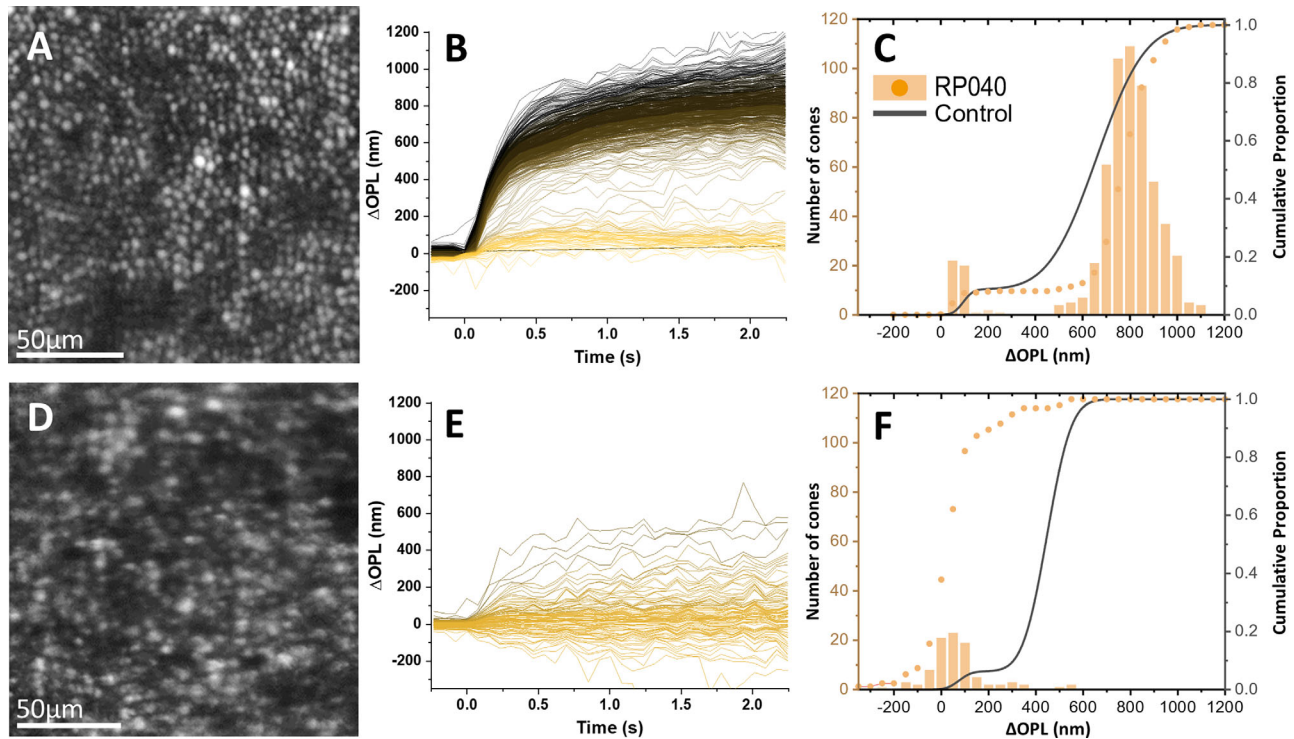 A
50µm
B
1200
1000
800
600
400
200
0
-200
ΔOPL (nm)
0.0 0.5 1.0 1.5 2.0
Time (s)
C
RP040
Control
120
100
80
60
40
20
0
Number of cones
1.0
0.8
0.6
0.4
0.2
0.0
Cumulative Proportion
-200 0 200 400 600 800 1000 1200
ΔOPL (nm)
D
50µm
E
1200
1000
800
600
400
200
0
-200
ΔOPL (nm)
0.0 0.5 1.0 1.5 2.0
Time (s)
F
120
100
80
60
40
20
0
Number of cones
1.0
0.8
0.6
0.4
0.2
0.0
Cumulative Proportion
-200 0 200 400 600 800 1000 1200
ΔOPL (nm)